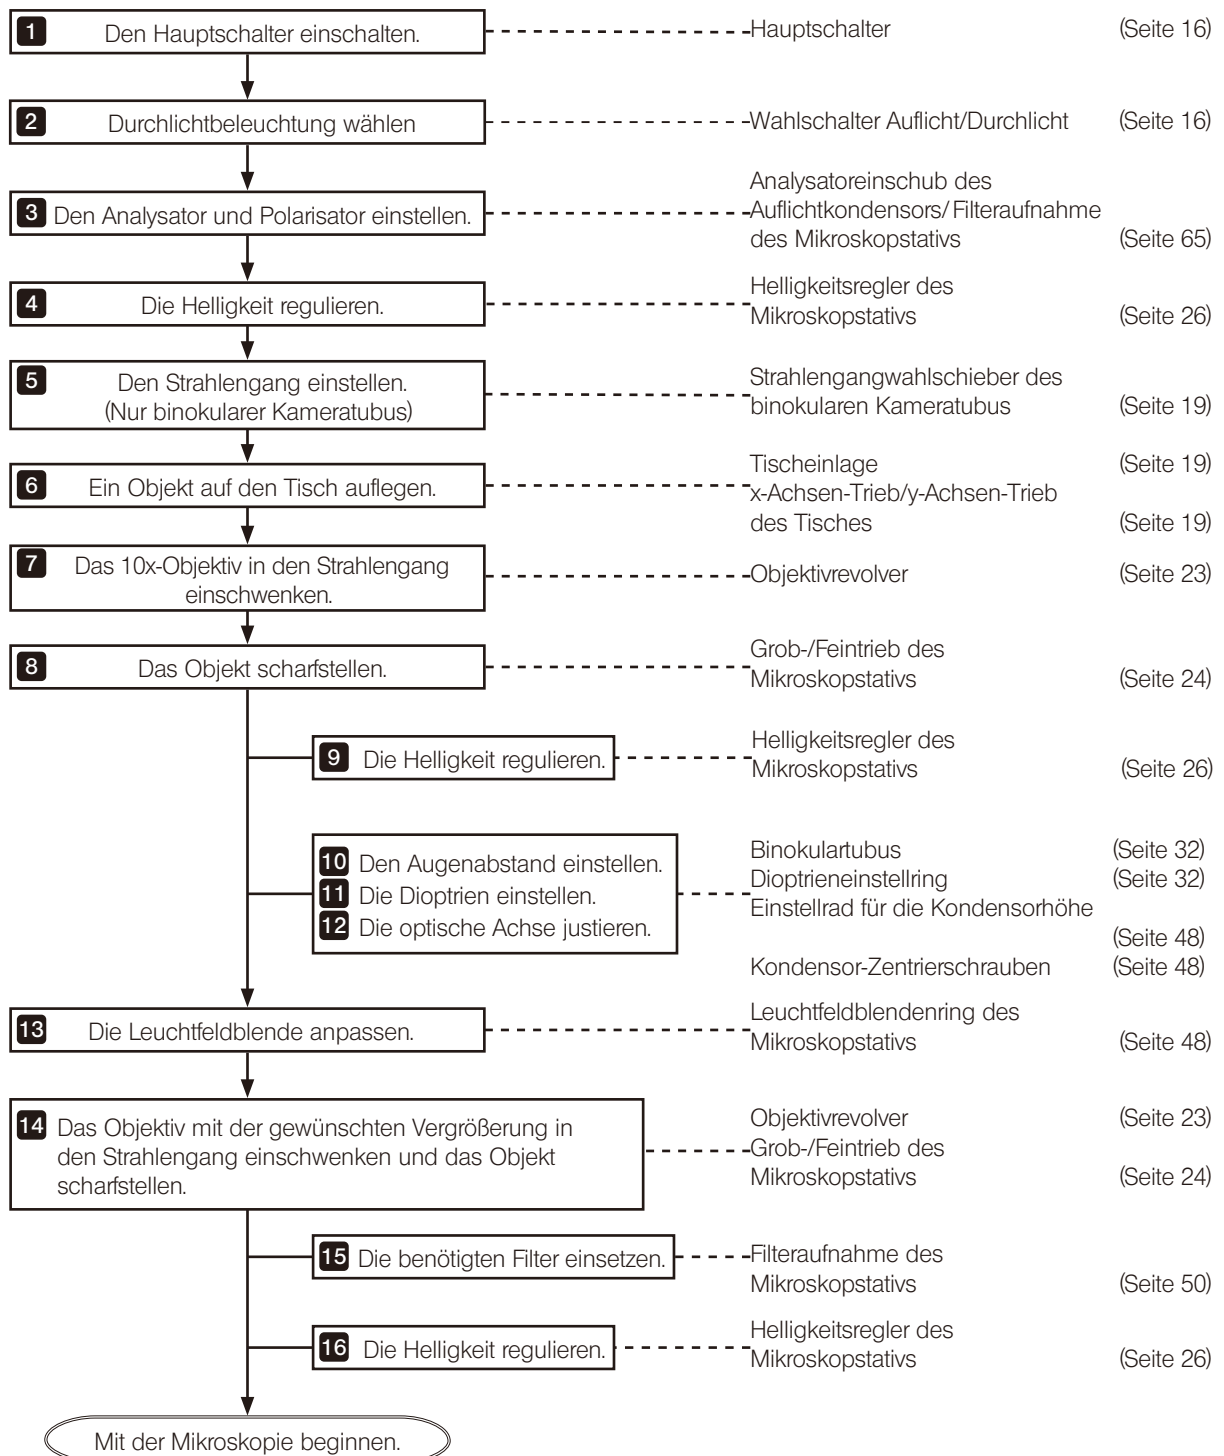 1 Den Hauptschalter einschalten. Hauptschalter (Seite 16)
2 Durchlichtbeleuchtung wählen Wahlschalter Auflicht/Durchlicht (Seite 16)
3 Den Analysator und Polarisator einstellen. Analysatoreinschub des
Auflichtkondensors/Filteraufnahme
des Mikroskopstativs (Seite 65)
4 Die Helligkeit regulieren. Helligkeitsregler des
Mikroskopstativs (Seite 26)
5 Den Strahlengang einstellen.
(Nur binokularer Kameratubus)
Strahlengangwahlschieber des
binokularen Kameratubus (Seite 19)
6 Ein Objekt auf den Tisch auflegen.
Tischeinlage (Seite 19)
x-Achsen-Trieb/y-Achsen-Trieb
des Tisches (Seite 19)
7 Das 10x-Objektiv in den Strahlengang
einschwenken.
Objektivrevolver (Seite 23)
8 Das Objekt scharfstellen.
Grob-/Feintrieb des
Mikroskopstativs (Seite 24)
9 Die Helligkeit regulieren.
Helligkeitsregler des
Mikroskopstativs (Seite 26)
10 Den Augenabstand einstellen.
11 Die Dioptrien einstellen.
12 Die optische Achse justieren.
Binokulartubus (Seite 32)
Dioptrieneinstellring (Seite 32)
Einstellrad für die Kondensorhöhe
(Seite 48)
Kondensor-Zentrierschrauben (Seite 48)
13 Die Leuchtfeldblende anpassen.
Leuchtfeldblendenring des
Mikroskopstativs (Seite 48)
14 Das Objektiv mit der gewünschten Vergrößerung in
den Strahlengang einschwenken und das Objekt
scharfstellen.
Objektivrevolver (Seite 23)
Grob-/Feintrieb des
Mikroskopstativs (Seite 24)
15 Die benötigten Filter einsetzen.
Filteraufnahme des
Mikroskopstativs (Seite 50)
16 Die Helligkeit regulieren.
Helligkeitsregler des
Mikroskopstativs (Seite 26)
Mit der Mikroskopie beginnen.